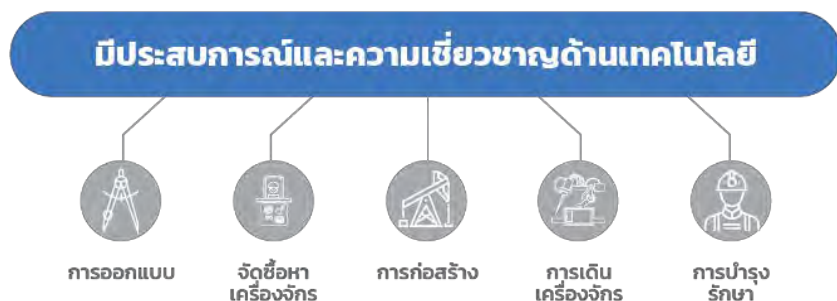 มีประสบการณ์และความเชี่ยวชาญด้านเทคโนโลยี
การออกแบบ
จัดซื้อหา
เครื่องจักร
การก่อสร้าง
การเดิน
เครื่องจักร
การบำรุง
รักษา